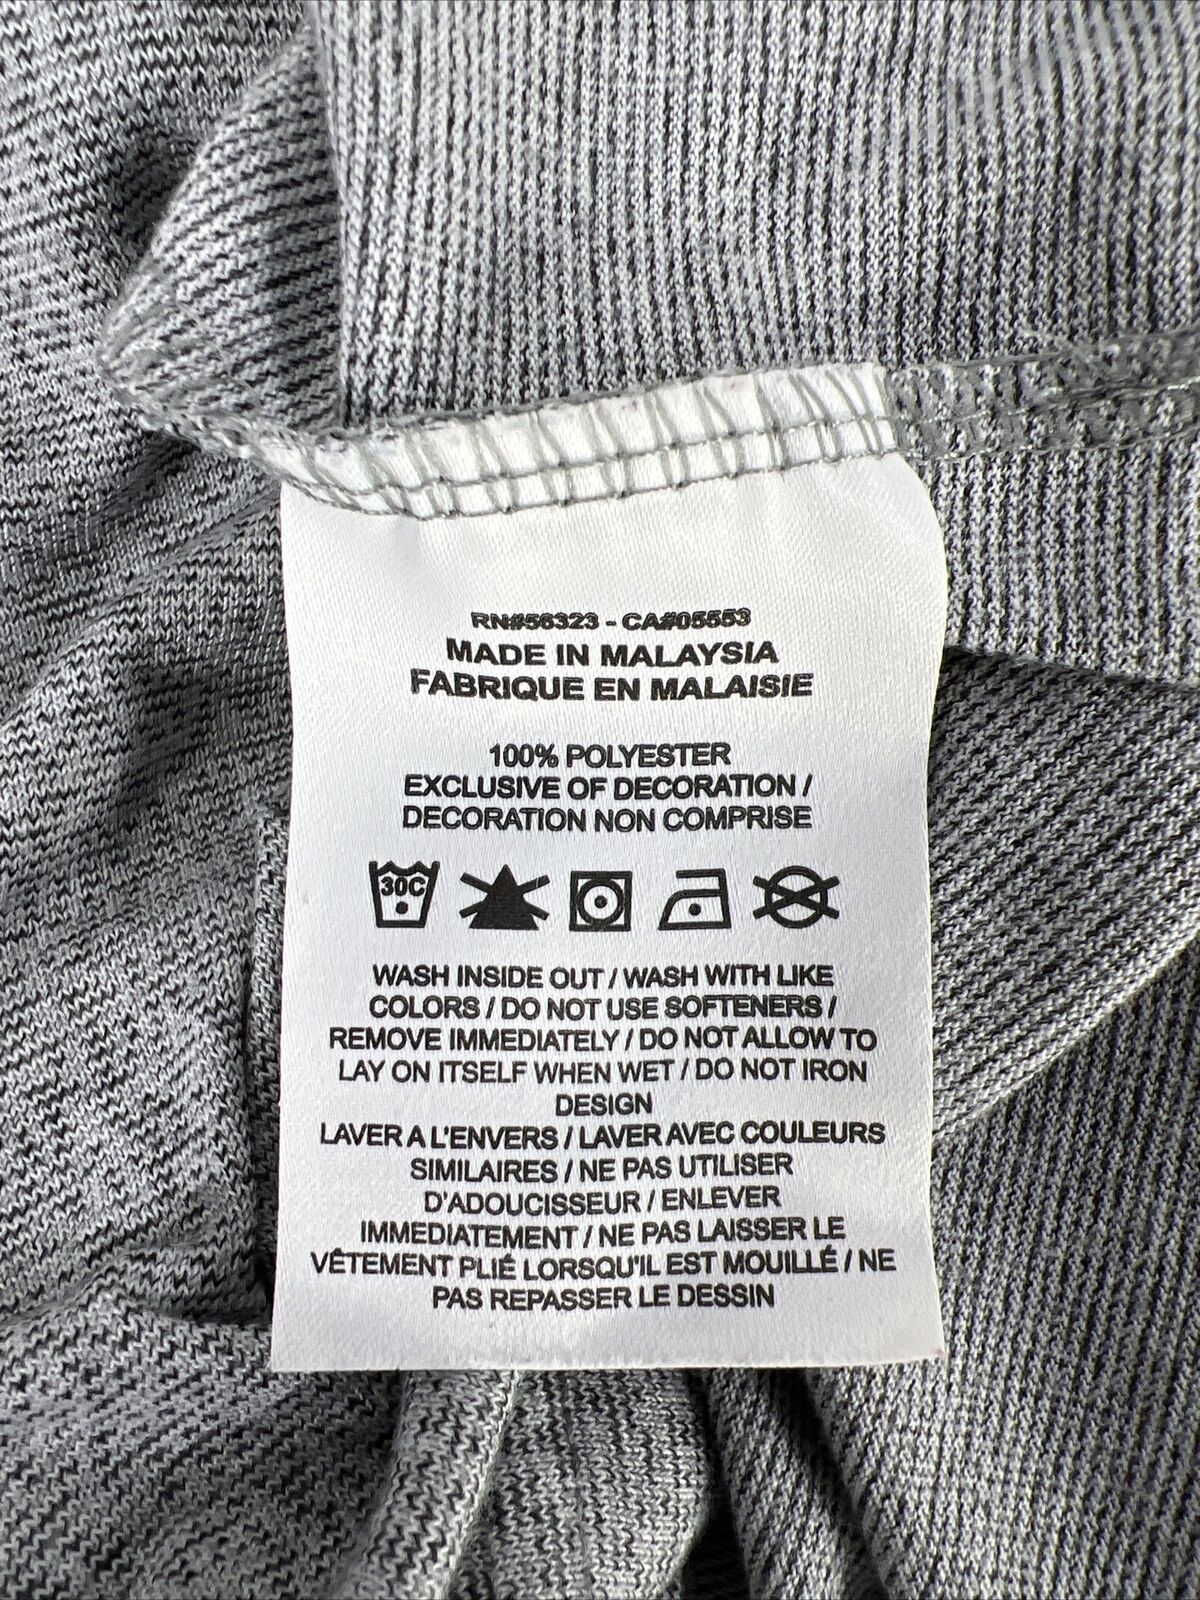 RN#56323 - CA#05553
MADE IN MALAYSIA
FABRIQUE EN MALAISIE
100% POLYESTER
EXCLUSIVE OF DECORATION /
DECORATION NON COMPRISE
30C
WASH INSIDE OUT / WASH WITH LIKE
COLORS / DO NOT USE SOFTENERS /
REMOVE IMMEDIATELY / DO NOT ALLOW TO
LAY ON ITSELF WHEN WET / DO NOT IRON
DESIGN
LAVER A L'ENVERS / LAVER AVEC COULEURS
SIMILAIRES / NE PAS UTILISER
D'ADOUCISSEUR / ENLEVER
IMMEDIATEMENT / NE PAS LAISSER LE
VÊTEMENT PLIÉ LORSQU'IL EST MOUILLÉ / NE
PAS REPASSER LE DESSIN